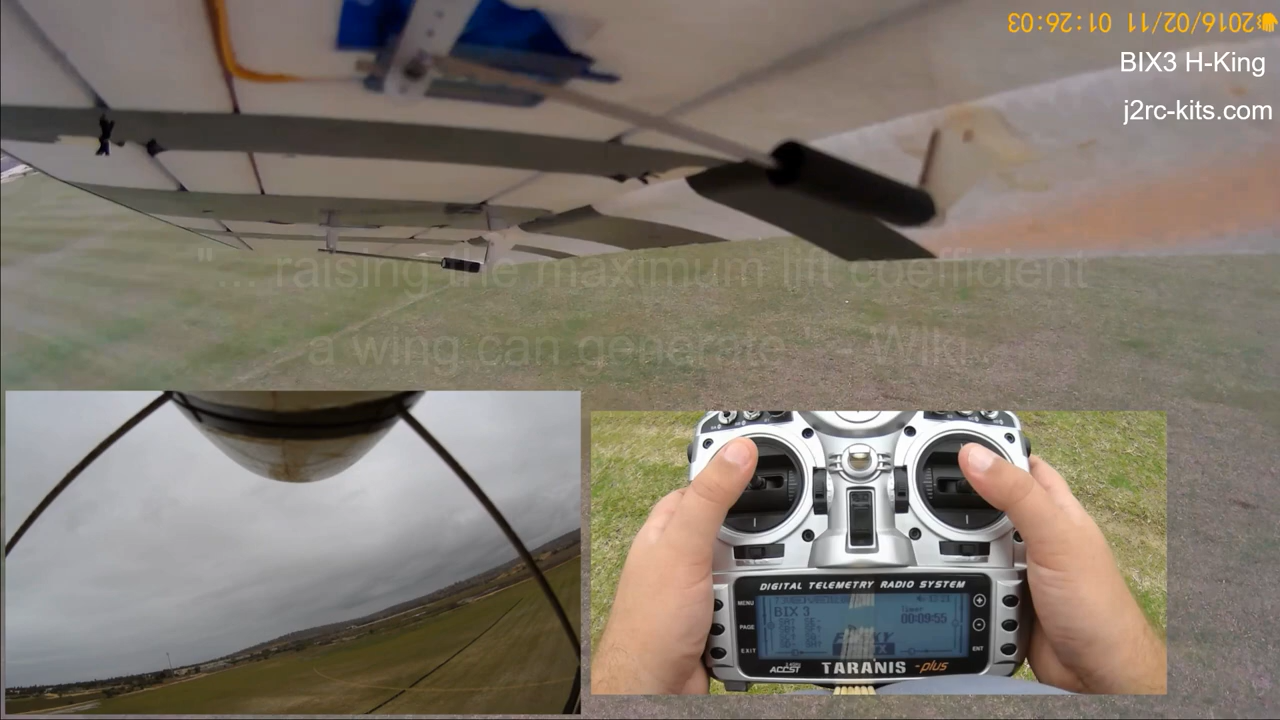 2016/02/11 01:26:03
BIX3 H-King
j2rc-kits.com
"... raising the maximum lift coefficient
a wing can generate." - Wiki..
DIGITAL TELEMETRY RADIO SYSTEM
MENU
PAGE
EXIT
BIX 3
Timer
00:09:55
ENT
ACCST
TARANIS -plus